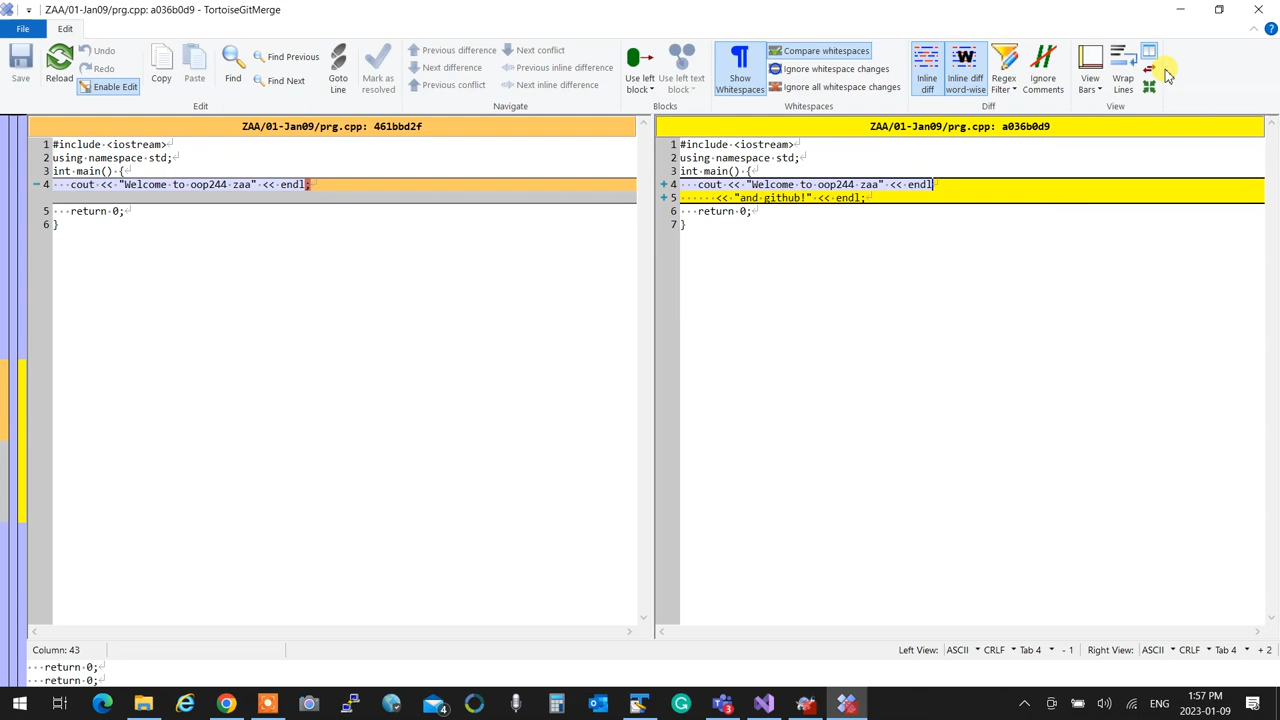 ZAA/01-Jan09/prg.cpp: a036b0d9 - TortoiseGitMerge
File
Edit
Save
Reload
Undo
Redo
Enable Edit
Copy
Paste
Find
Find Previous
Find Next
Goto
Line
Mark as
resolved
Edit
Previous difference
Next difference
Previous conflict
Next conflict
Previous inline difference
Next inline difference
Navigate
Use left
block
Use left text
block
Blocks
Show
Whitespaces
Compare whitespaces
Ignore whitespace changes
Ignore all whitespace changes
Whitespaces
Inline
diff
Inline diff
word-wise
Regex
Filter
Ignore
Comments
Diff
View
Bars
Wrap
Lines
View
ZAA/01-Jan09/prg.cpp: 461bbd2f
1 #include·<iostream>
2 using·namespace·std;
3 int·main()·{
4 ···cout·<<·"Welcome·to·oop244·zaa"·<<·endl;
5 ···return·0;
6 }
ZAA/01-Jan09/prg.cpp: a036b0d9
1 #include·<iostream>
2 using·namespace·std;
3 int·main()·{
4 ···cout·<<·"Welcome·to·oop244·zaa"·<<·endl
5 ······<<·"and·github!"·<<·endl;
6 ···return·0;
7 }
Column: 43
Left View: ASCII CRLF Tab 4 - 1
Right View: ASCII CRLF Tab 4 + 2
···return·0;
···return·0;
4
ENG
1:57 PM
2023-01-09